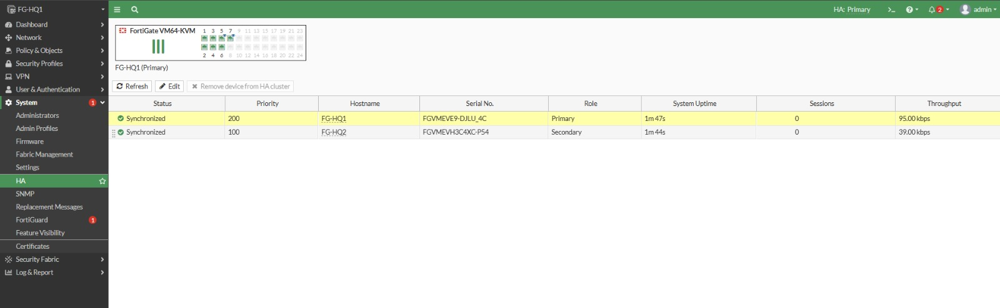 FG-HQ1
HA: Primary
>_
2
admin
Dashboard
Network
Policy & Objects
Security Profiles
VPN
User & Authentication
System 1
Administrators
Admin Profiles
Firmware
Fabric Management
Settings
HA
SNMP
Replacement Messages
FortiGuard 1
Feature Visibility
Certificates
Security Fabric
Log & Report
FortiGate VM64-KVM
1 3 5 7 9 11 13 15 17 19 21 23
2 4 6 8 10 12 14 16 18 20 22 24
FG-HQ1 (Primary)
Refresh Edit Remove device from HA cluster
Status Priority Hostname Serial No. Role System Uptime Sessions Throughput
Synchronized 200 FG-HQ1 FGVMEVE9-DJLU_4C Primary 1m 47s 0 95.00 kbps
Synchronized 100 FG-HQ2 FGVMEVH3C4XC-P54 Secondary 1m 44s 0 39.00 kbps